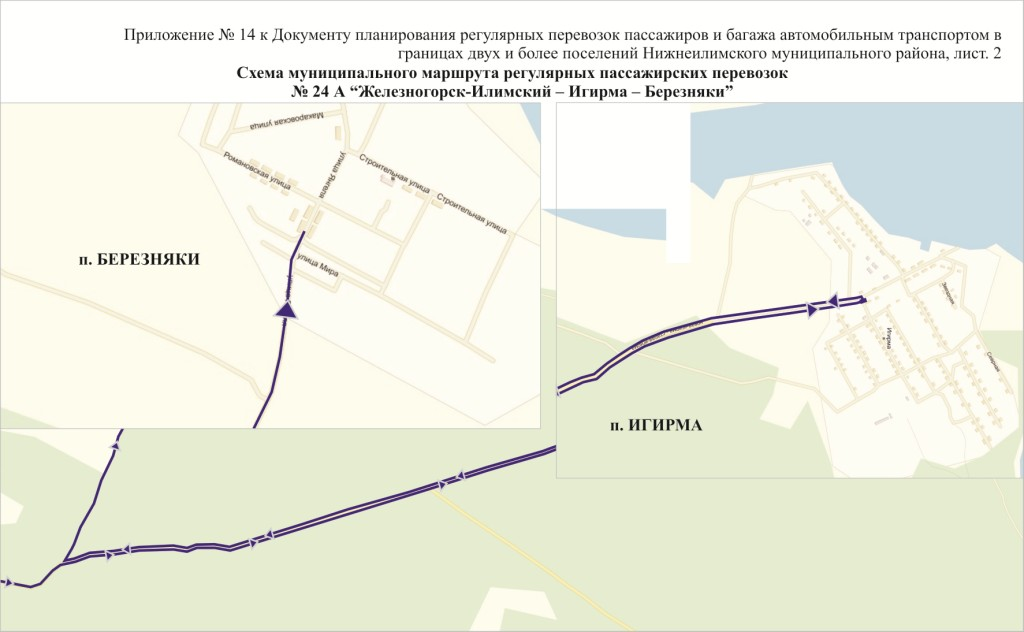 Приложение № 14 к Документу планирования регулярных перевозок пассажиров и багажа автомобильным транспортом в
границах двух и более поселений Нижнеилимского муниципального района, лист. 2
Схема муниципального маршрута регулярных пассажирских перевозок
№ 24 А “Железногорск-Илимский – Игирма – Березняки”
Макаровская улица
Романовская улица
улица Янгеля
Строительная улица
Строительная улица
п. БЕРЕЗНЯКИ
улица Мира
Игирма
п. ИГИРМА